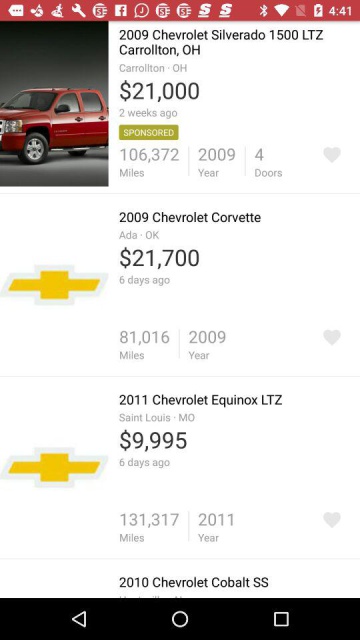 4:41
2009 Chevrolet Silverado 1500 LTZ
Carrollton, OH
Carrollton · OH
$21,000
2 weeks ago
SPONSORED
106,372 2009 4
Miles Year Doors
2009 Chevrolet Corvette
Ada · OK
$21,700
6 days ago
81,016 2009
Miles Year
2011 Chevrolet Equinox LTZ
Saint Louis · MO
$9,995
6 days ago
131,317 2011
Miles Year
2010 Chevrolet Cobalt SS